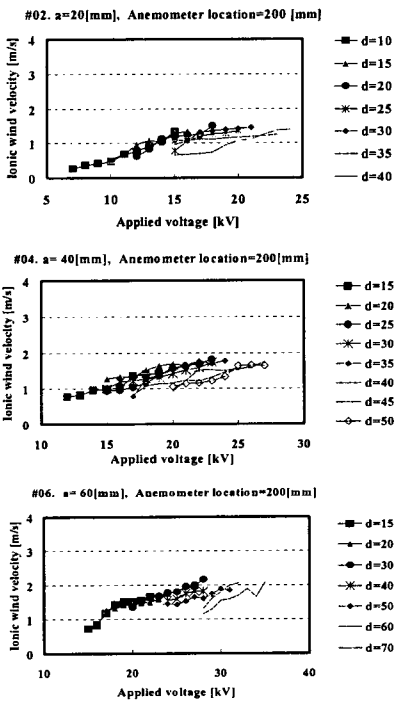 #02. a=20[mm], Anemometer location=200 [mm]
Ionic wind velocity [m/s]
4
3
2
1
0
5 10 15 20 25 30
Applied voltage [kV]
d=10
d=15
d=20
d=25
d=30
d=35
d=40
#04. a= 40[mm], Anemometer location=200[mm]
Ionic wind velocity [m/s]
4
3
2
1
0
10 15 20 25 30
Applied voltage [kV]
d=15
d=20
d=25
d=30
d=35
d=40
d=45
d=50
#06. a= 60[mm], Anemometer location=200[mm]
Ionic wind velocity [m/s]
4
3
2
1
0
10 20 30 40
Applied voltage [kV]
d=15
d=20
d=30
d=40
d=50
d=60
d=70